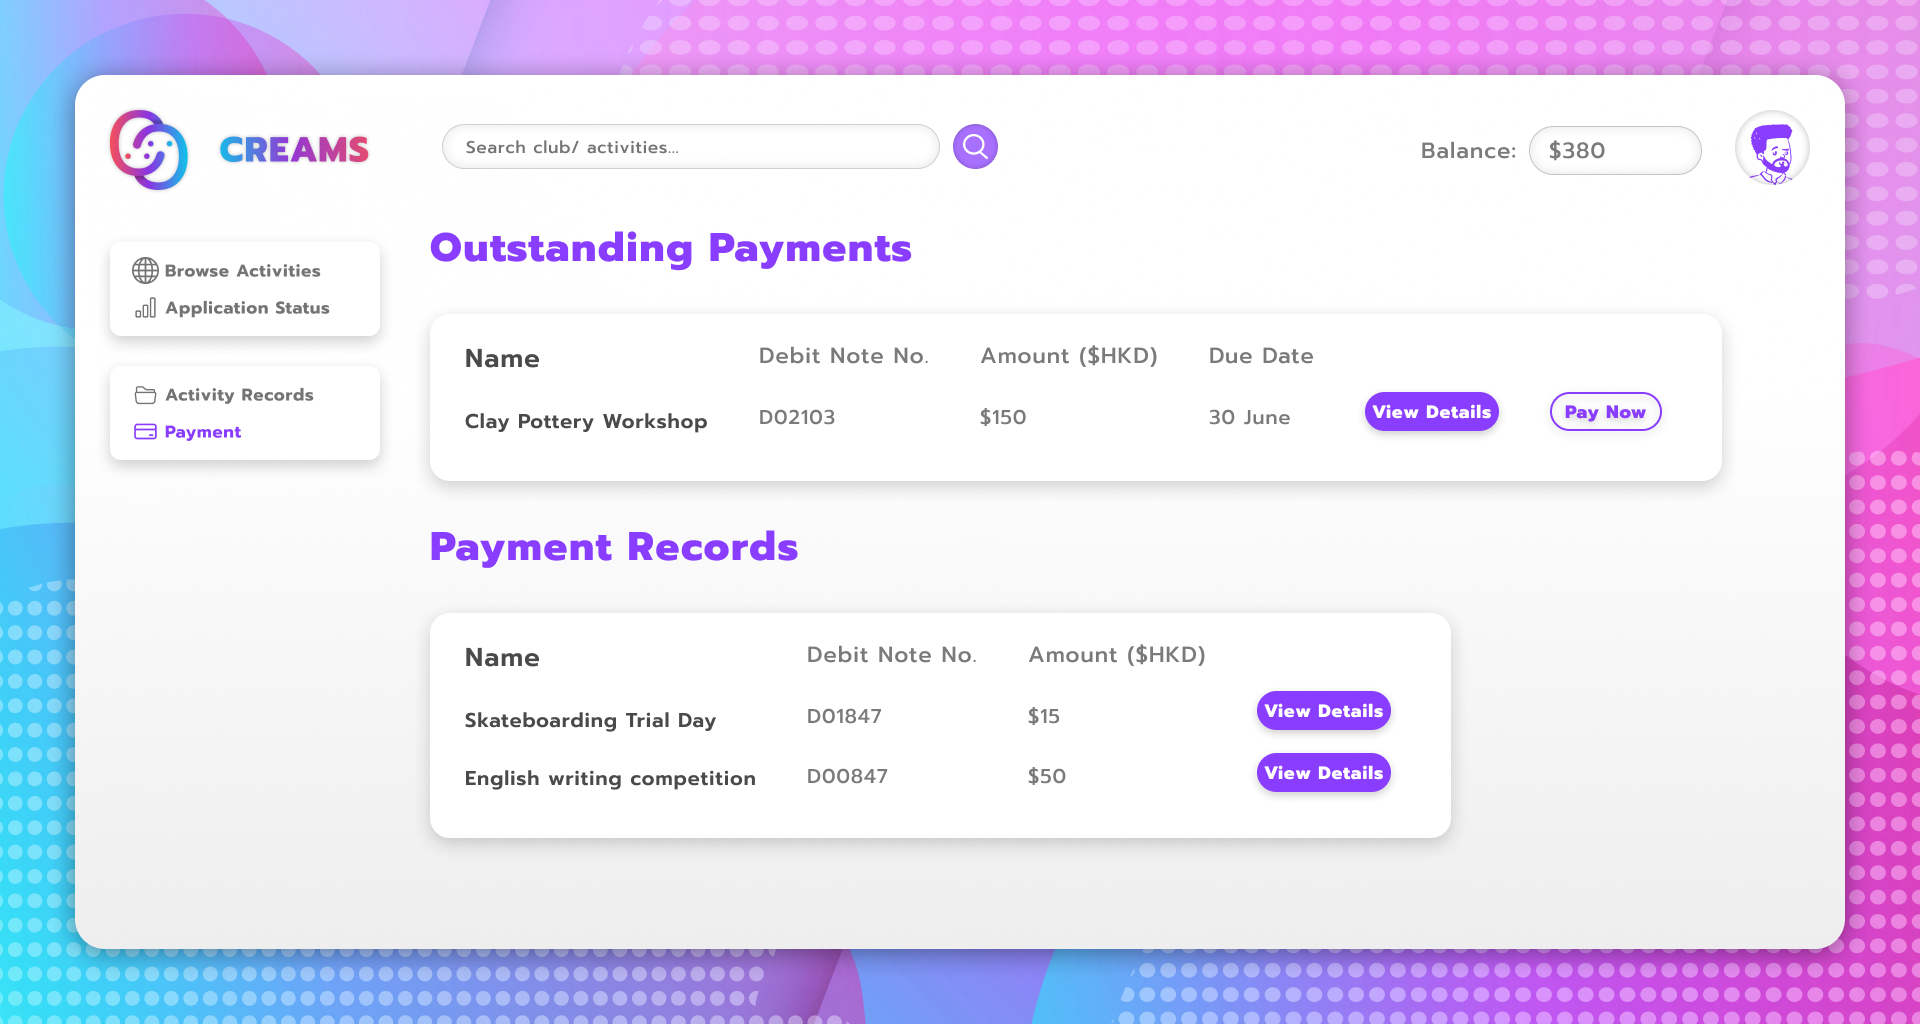 CREAMS
Search club/ activities...
Balance: $380
Browse Activities
Application Status
Activity Records
Payment
Outstanding Payments
Name Debit Note No. Amount ($HKD) Due Date
Clay Pottery Workshop D02103 $150 30 June View Details Pay Now
Payment Records
Name Debit Note No. Amount ($HKD)
Skateboarding Trial Day D01847 $15 View Details
English writing competition D00847 $50 View Details